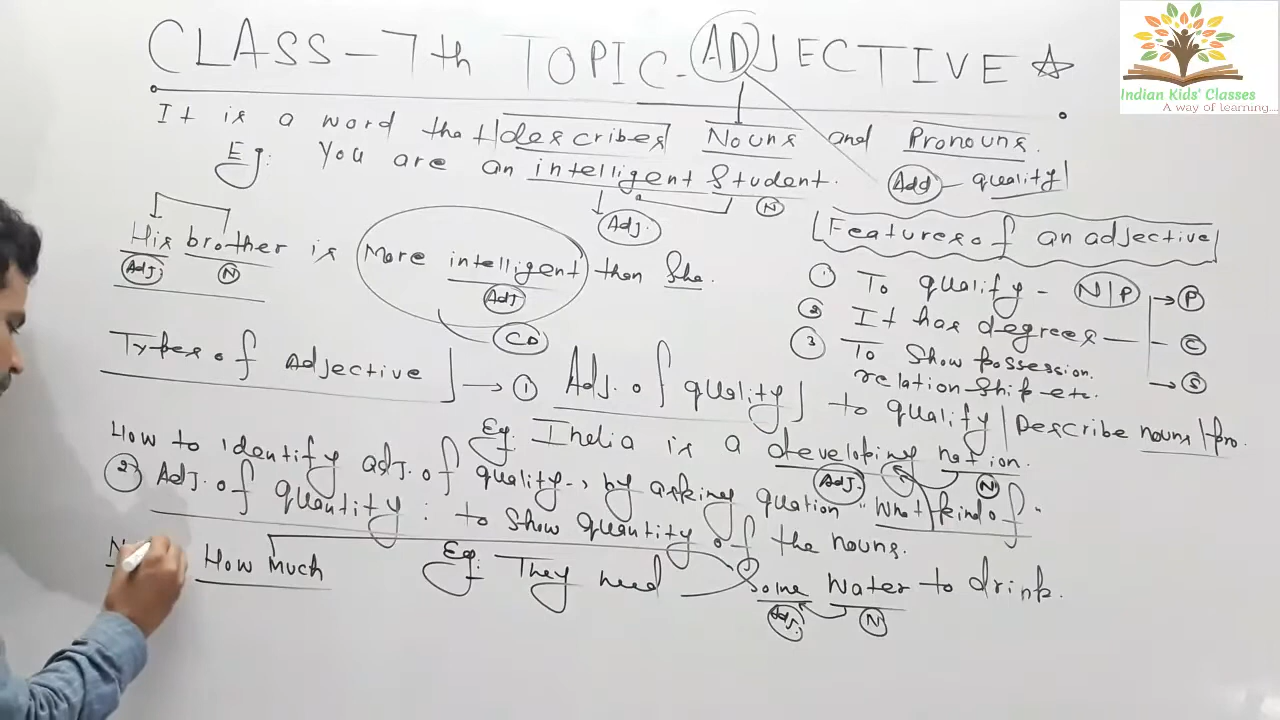 CLASS-7th TOPIC-ADJECTIVE
Indian Kids' Classes
A way of learning....
It is a word that describes Nouns and Pronouns.
Eg: You are an intelligent Student.
Add quality
Adj.
N
Features of an adjective
His brother is More intelligent then She.
Adj
N
Adj
CD
① To qualify - N/P → P
② It has degrees — C
③ To Show Possession. → S
relation-ship etc.
Types of Adjective → ① Adj. of quality to qualify / Describe nouns / Pro.
Eg. India is a developing nation.
Adj.
N
How to identify adj. of quality → by asking quation "What kind of"
② Adj. of quantity: to show quantity of the nouns.
N
How much
Eg. They need Some Water to drink.
Adj.
N